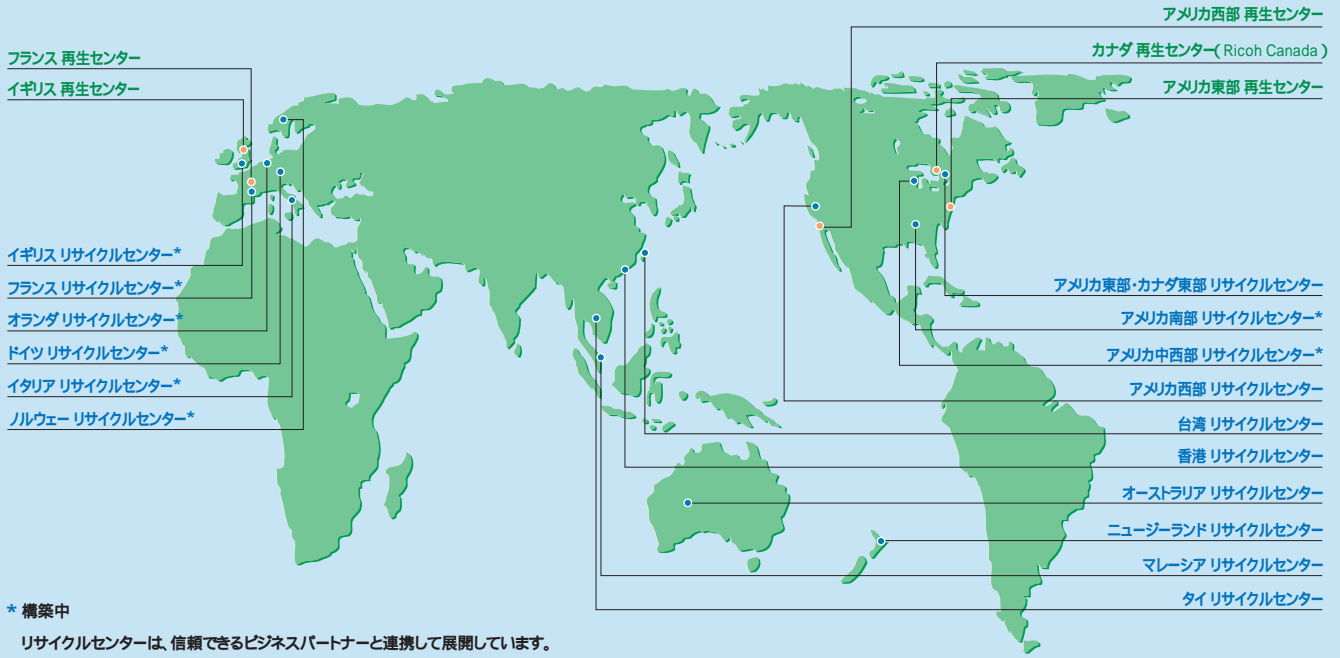 アメリカ西部 再生センター
カナダ 再生センター( Ricoh Canada )
アメリカ東部 再生センター
フランス 再生センター
イギリス 再生センター
イギリス リサイクルセンター*
フランス リサイクルセンター*
オランダ リサイクルセンター*
ドイツ リサイクルセンター*
イタリア リサイクルセンター*
ノルウェー リサイクルセンター*
アメリカ東部・カナダ東部 リサイクルセンター
アメリカ南部 リサイクルセンター*
アメリカ中西部 リサイクルセンター*
アメリカ西部 リサイクルセンター
台湾 リサイクルセンター
香港 リサイクルセンター
オーストラリア リサイクルセンター
ニュージーランド リサイクルセンター
マレーシア リサイクルセンター
タイ リサイクルセンター
* 構築中
リサイクルセンターは、信頼できるビジネスパートナーと連携して展開しています。